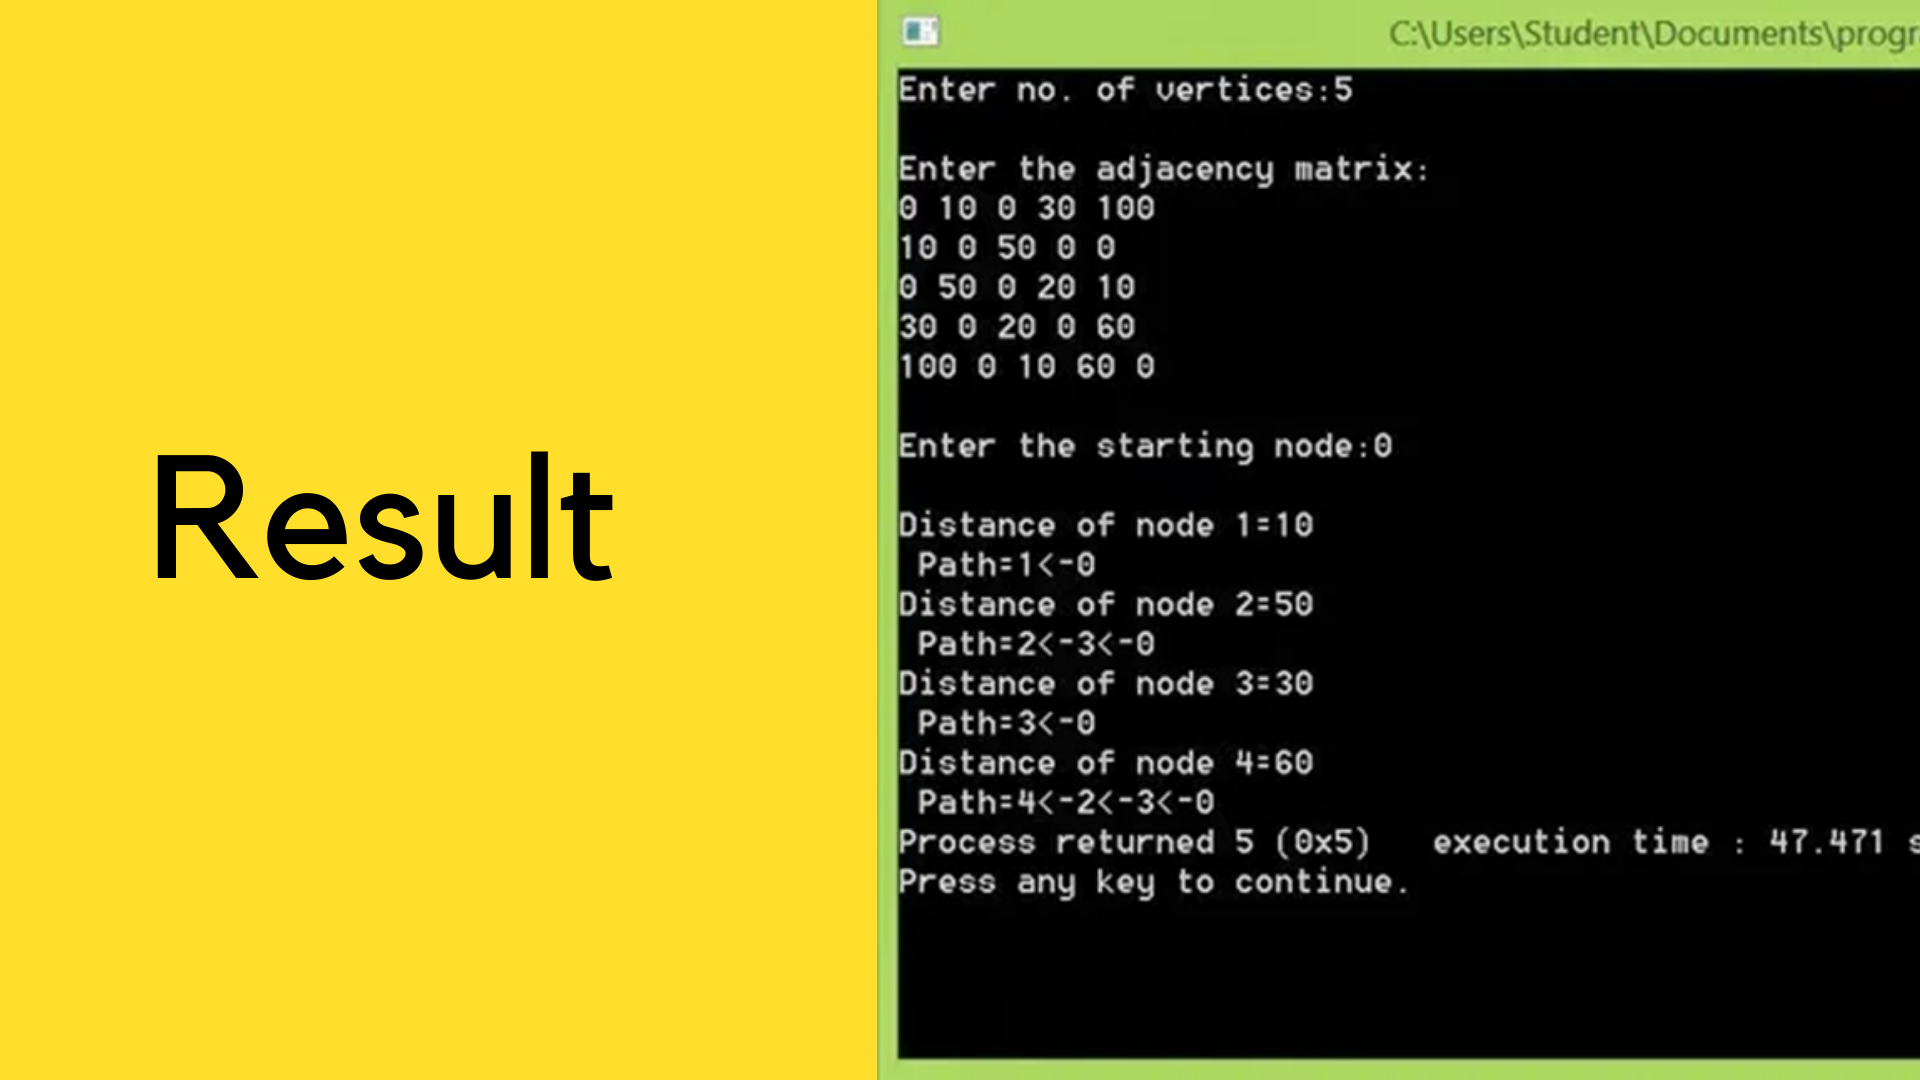 Result
C:\Users\Student\Documents\progr
Enter no. of vertices:5
Enter the adjacency matrix:
0 10 0 30 100
10 0 50 0 0
0 50 0 20 10
30 0 20 0 60
100 0 10 60 0
Enter the starting node:0
Distance of node 1=10
Path=1<-0
Distance of node 2=50
Path=2<-3<-0
Distance of node 3=30
Path=3<-0
Distance of node 4=60
Path=4<-2<-3<-0
Process returned 5 (0x5)   execution time : 47.471 s
Press any key to continue.